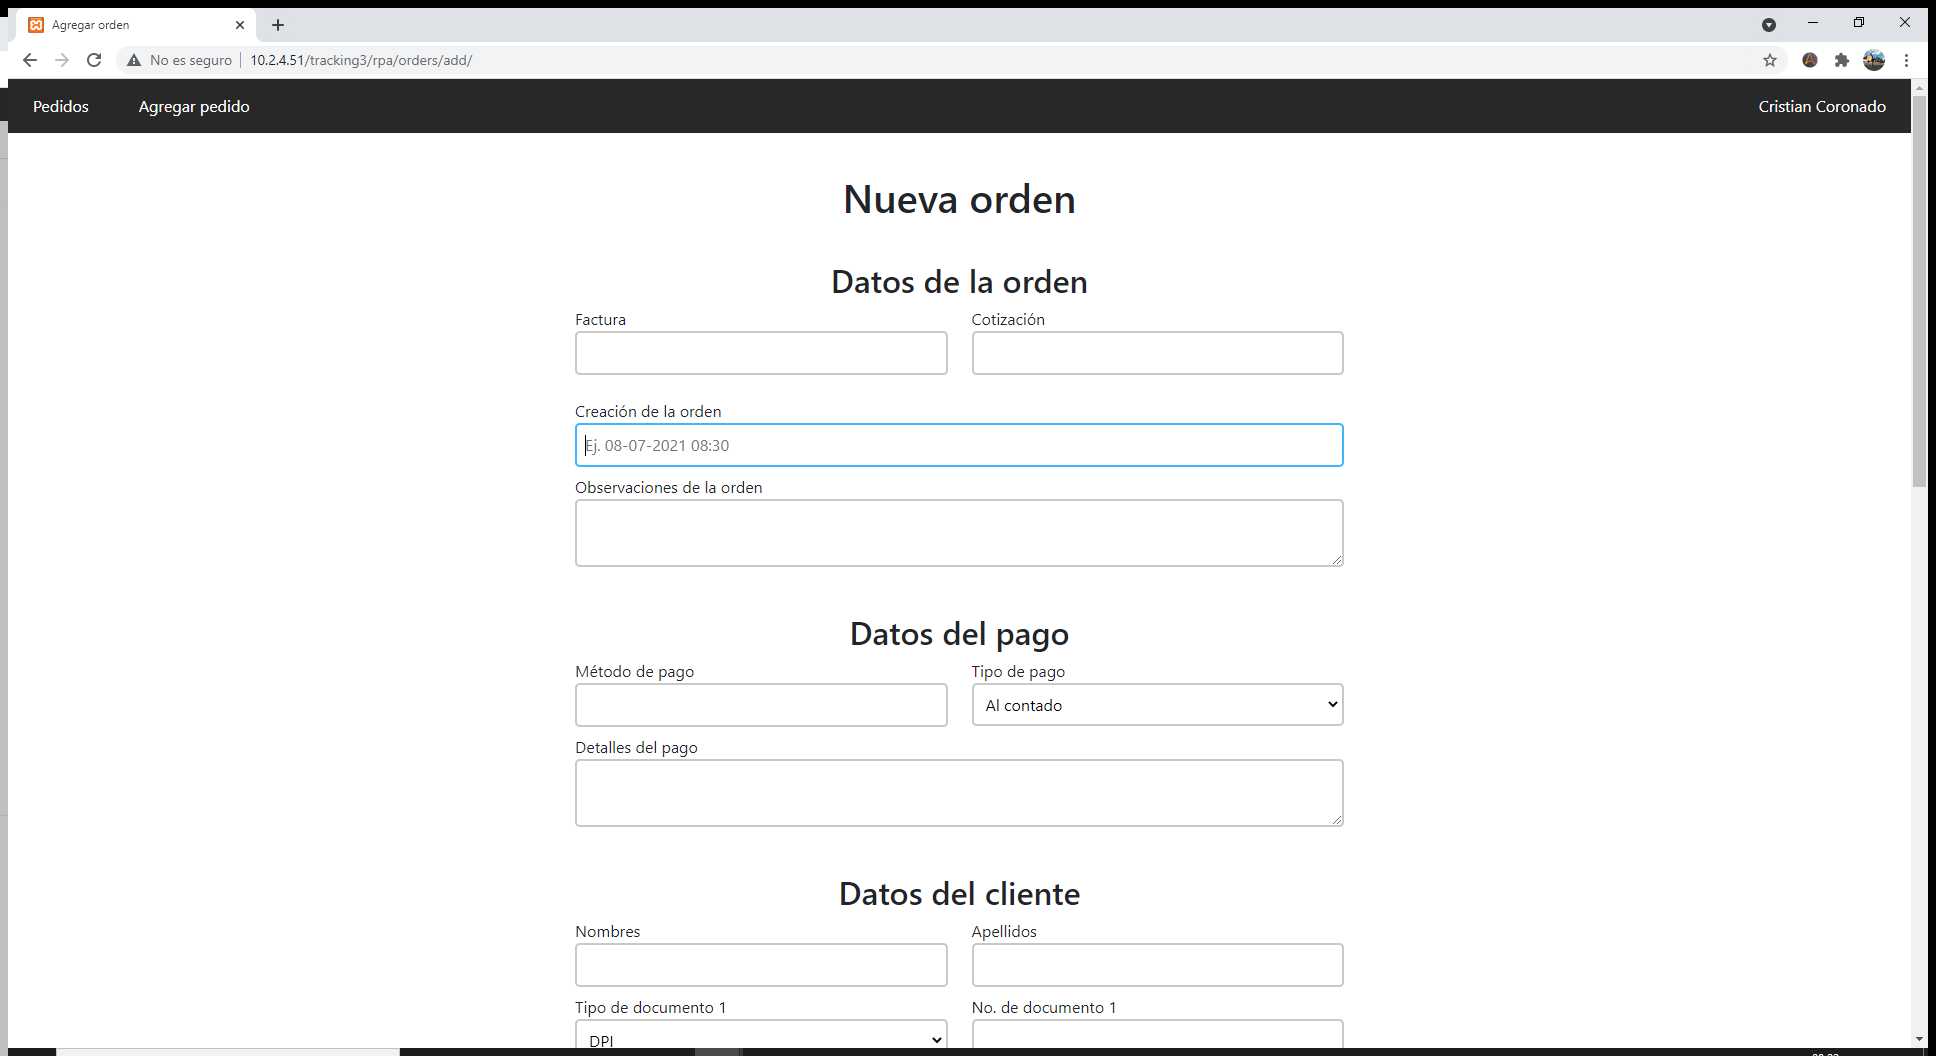 Agregar orden
No es seguro 10.2.4.51/tracking3/rpa/orders/add/
Pedidos Agregar pedido Cristian Coronado
Nueva orden
Datos de la orden
Factura Cotización
Creación de la orden
Ej. 08-07-2021 08:30
Observaciones de la orden
Datos del pago
Método de pago Tipo de pago
Al contado
Detalles del pago
Datos del cliente
Nombres Apellidos
Tipo de documento 1 No. de documento 1
DPI